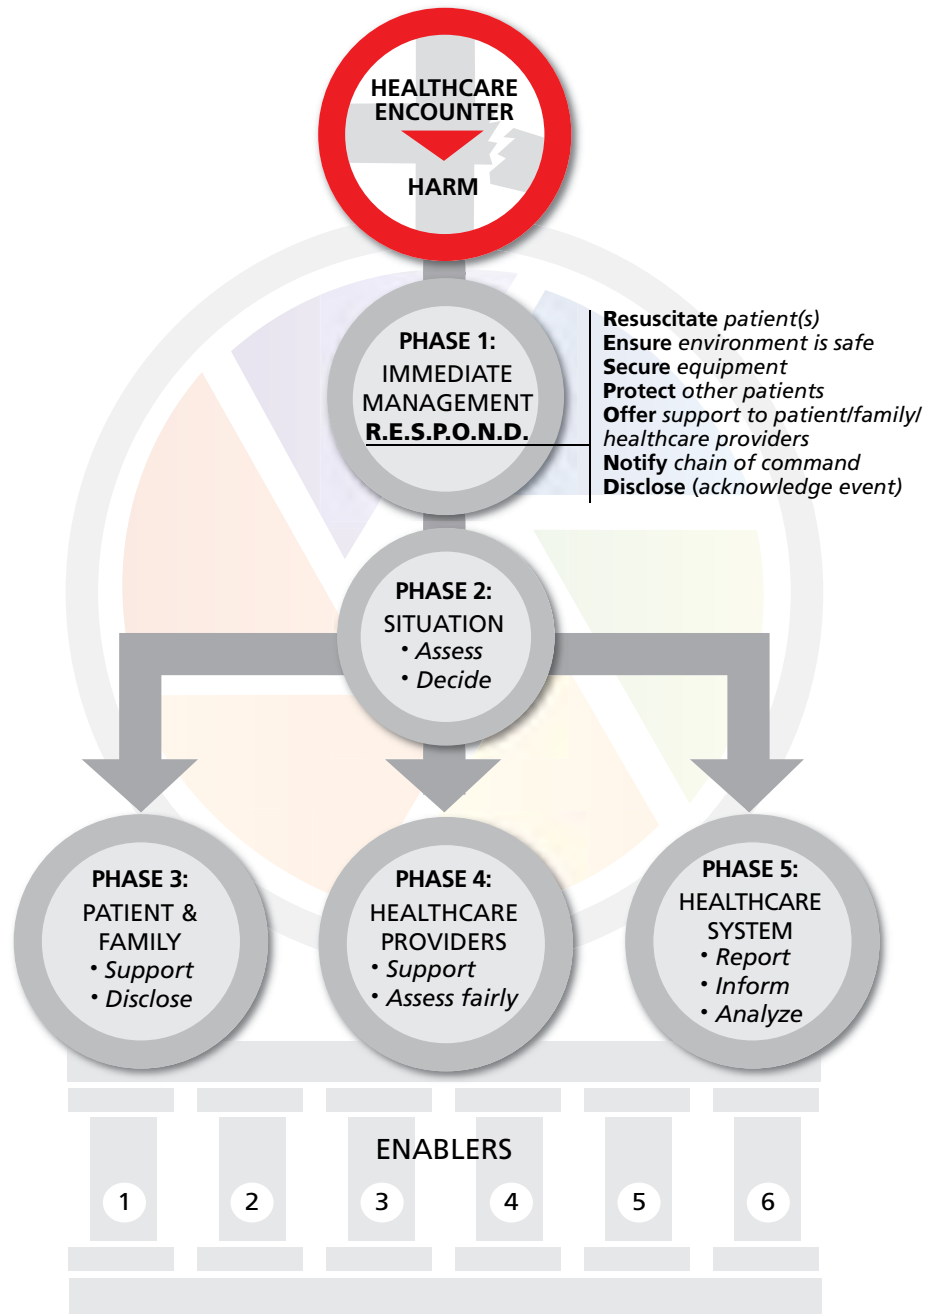 HEALTHCARE
ENCOUNTER
HARM
PHASE 1:
IMMEDIATE
MANAGEMENT
R.E.S.P.O.N.D.
Resuscitate patient(s)
Ensure environment is safe
Secure equipment
Protect other patients
Offer support to patient/family/
healthcare providers
Notify chain of command
Disclose (acknowledge event)
PHASE 2:
SITUATION
• Assess
• Decide
PHASE 3:
PATIENT &
FAMILY
• Support
• Disclose
PHASE 4:
HEALTHCARE
PROVIDERS
• Support
• Assess fairly
PHASE 5:
HEALTHCARE
SYSTEM
• Report
• Inform
• Analyze
ENABLERS
1 2 3 4 5 6